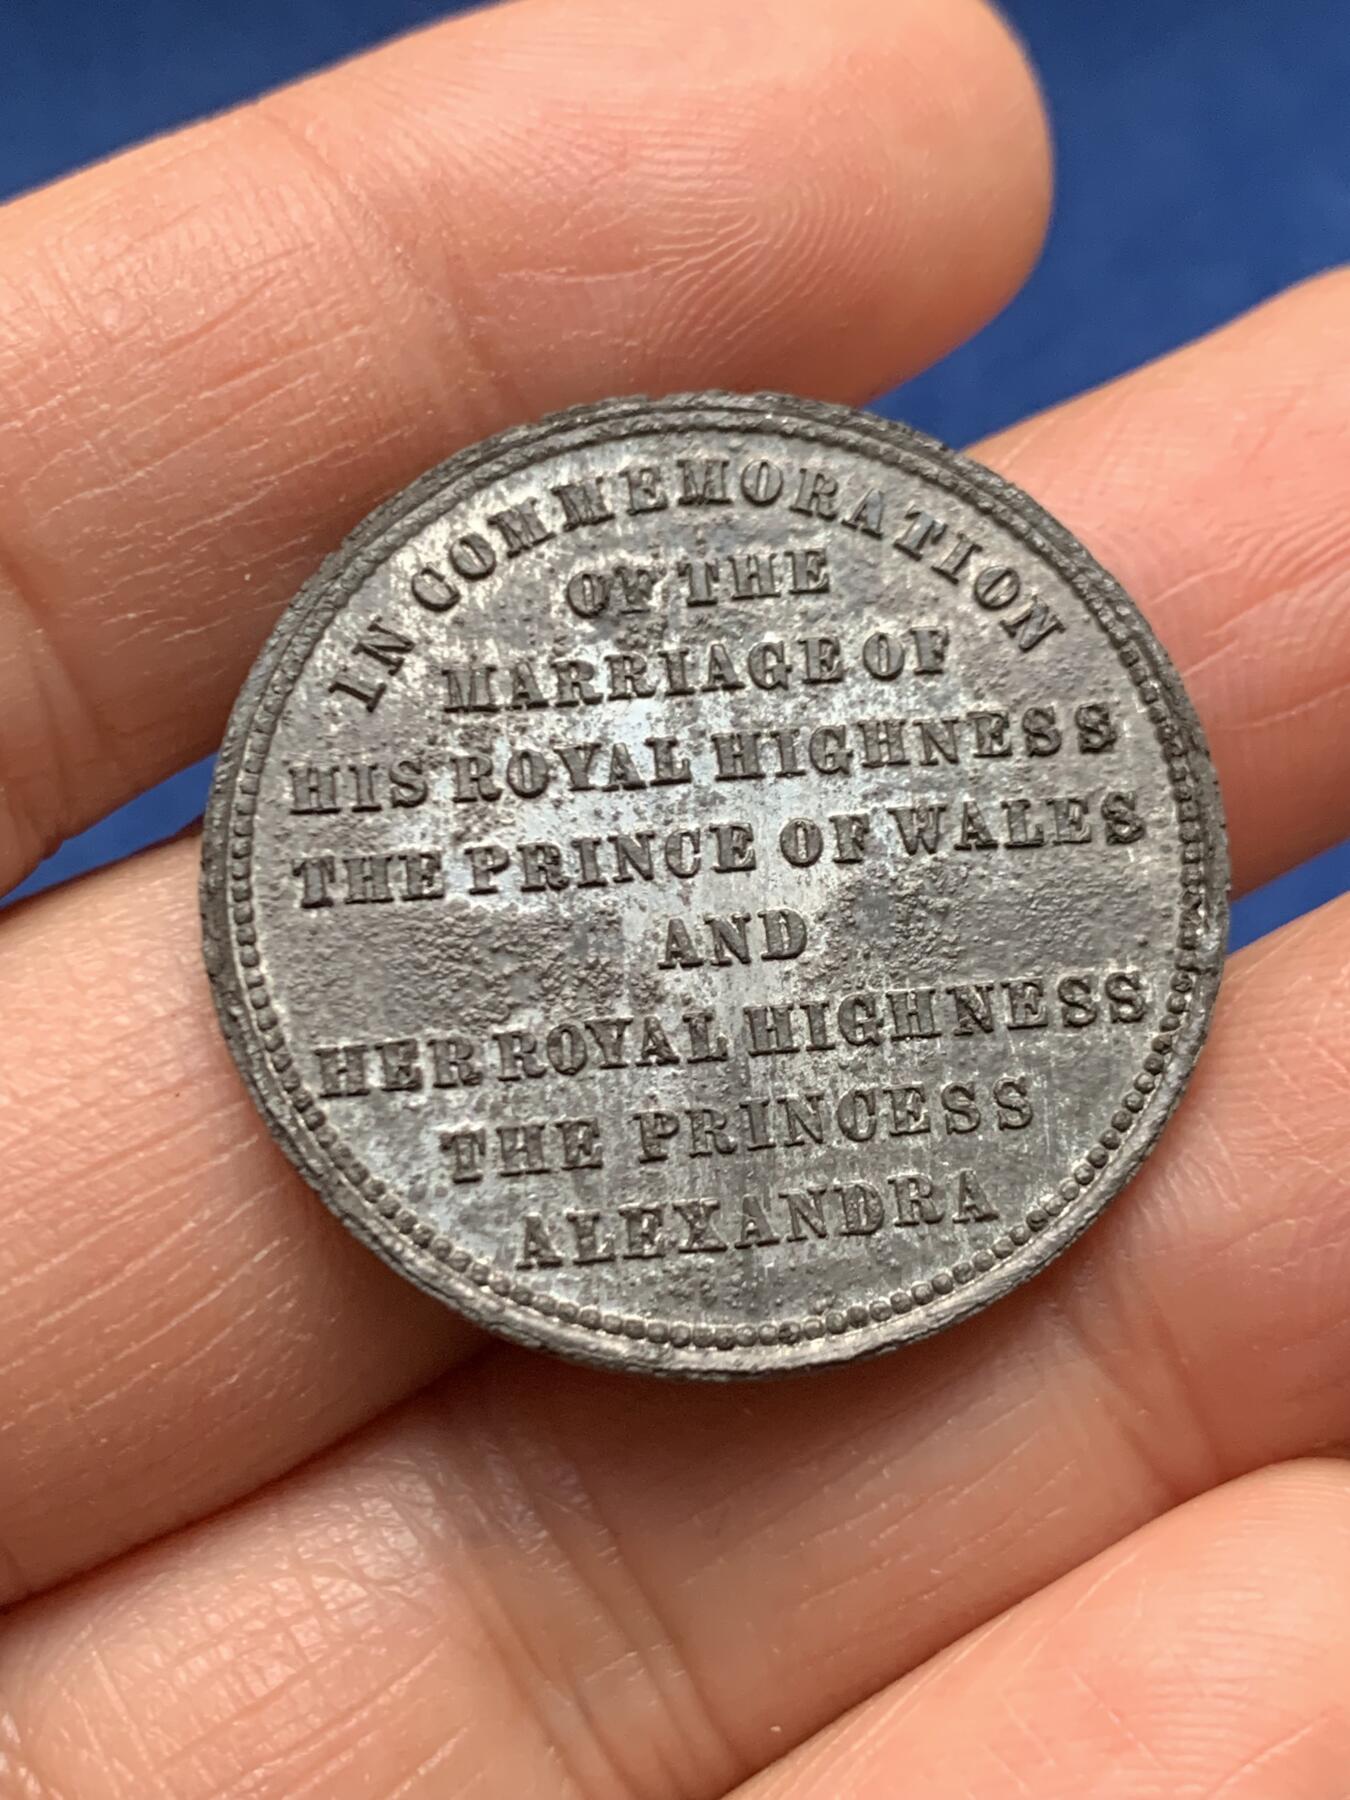 IN COMMEMORATION
OF THE
MARRIAGE OF
HIS ROYAL HIGHNESS
THE PRINCE OF WALES
AND
HER ROYAL HIGHNESS
THE PRINCESS
ALEXANDRA